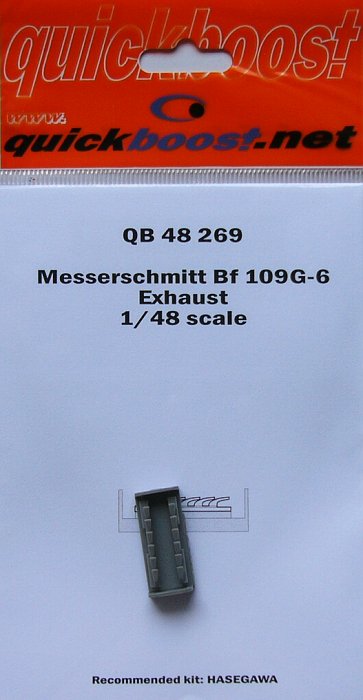 quickboost
www.
quickboost.net
QB 48 269
Messerschmitt Bf 109G-6
Exhaust
1/48 scale
Recommended kit: HASEGAWA